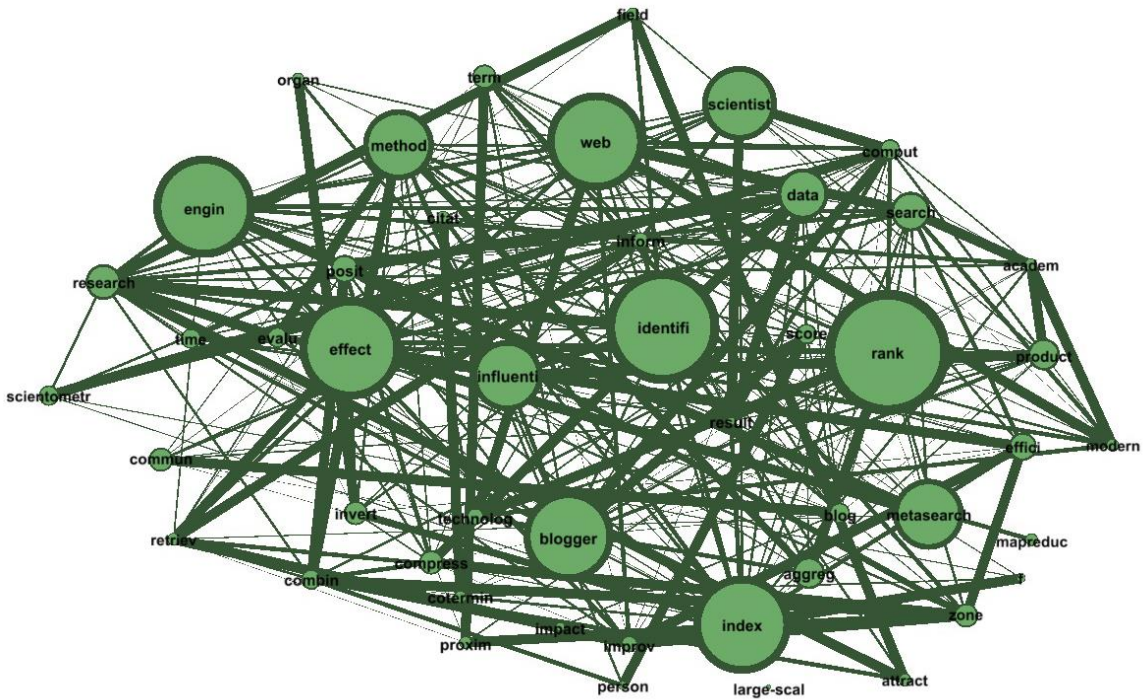 field
organ
term
scientist
method
web
comput
engin
data
search
citat
inform
academ
research
posit
time
evalu
effect
identifi
score
rank
product
scientometr
influenti
result
effici
modern
commun
invert
technolog
blogger
blog
metasearch
mapreduc
retriev
combin
compress
aggreg
cotermin
index
zone
proxim
impact
improv
person
large-scal
attract